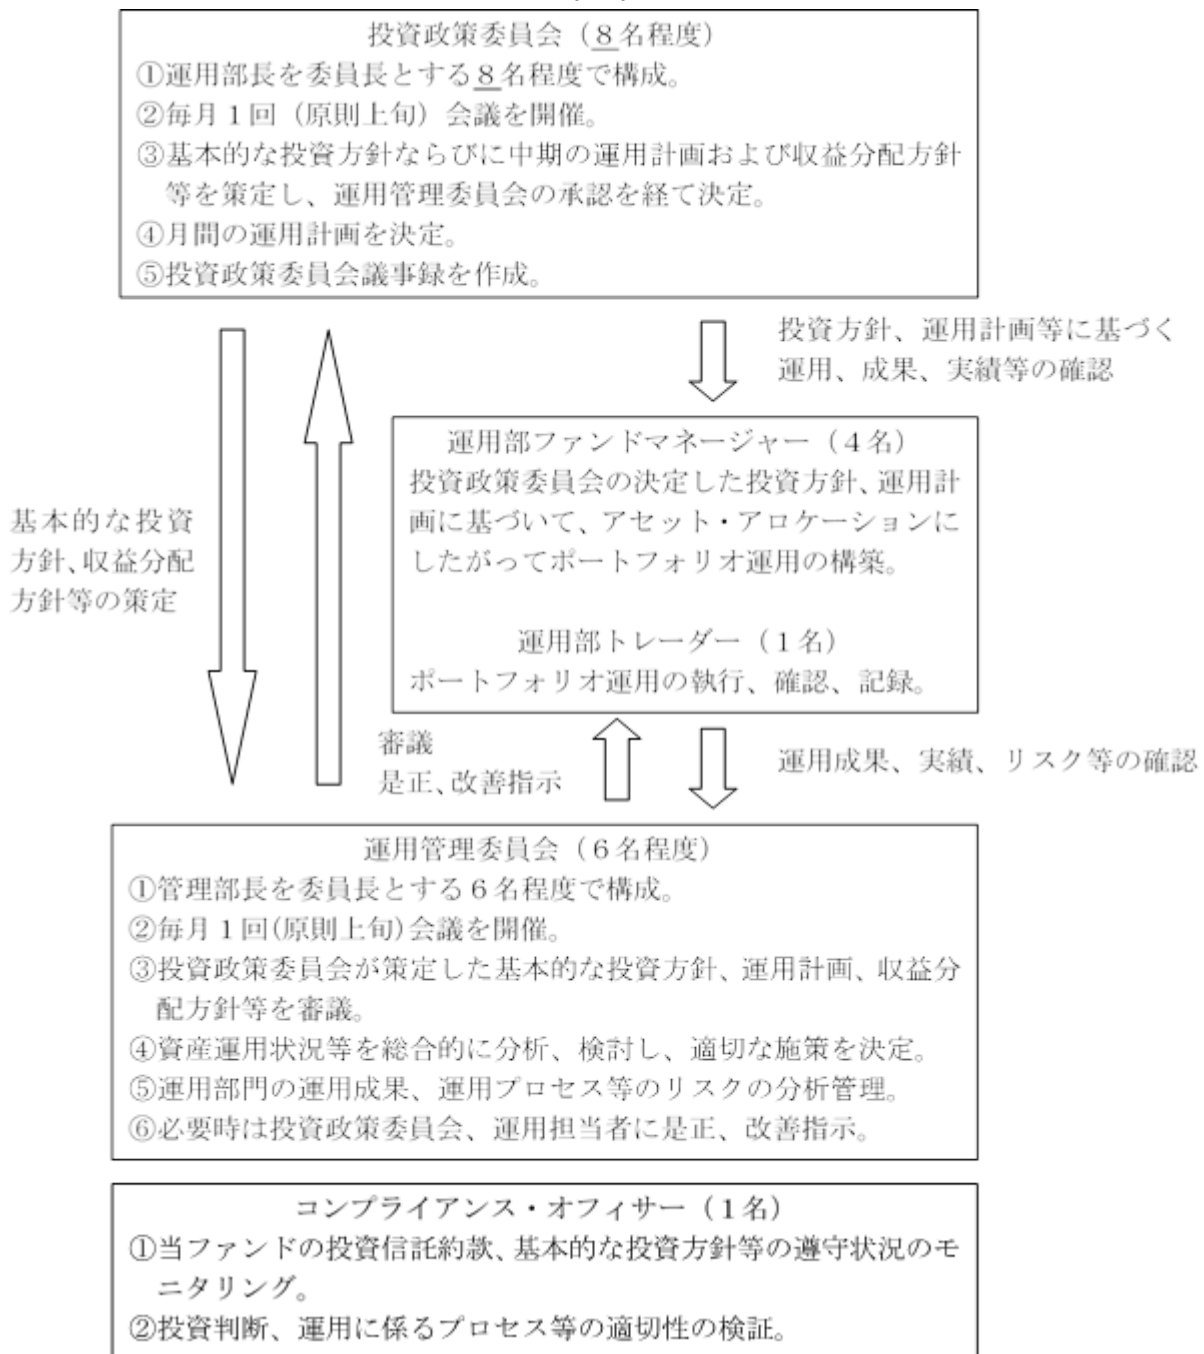 投資政策委員会（8名程度）
①運用部長を委員長とする8名程度で構成。
②毎月1回（原則上旬）会議を開催。
③基本的な投資方針ならびに中期の運用計画および収益分配方針
等を策定し、運用管理委員会の承認を経て決定。
④月間の運用計画を決定。
⑤投資政策委員会議事録を作成。
投資方針、運用計画等に基づく
運用、成果、実績等の確認
運用部ファンドマネージャー（4名）
投資政策委員会の決定した投資方針、運用計
画に基づいて、アセット・アロケーションに
したがってポートフォリオ運用の構築。
運用部トレーダー（1名）
ポートフォリオ運用の執行、確認、記録。
基本的な投資
方針、収益分配
方針等の策定
審議
是正、改善指示
運用成果、実績、リスク等の確認
運用管理委員会（6名程度）
①管理部長を委員長とする6名程度で構成。
②毎月1回(原則上旬)会議を開催。
③投資政策委員会が策定した基本的な投資方針、運用計画、収益分
配方針等を審議。
④資産運用状況等を総合的に分析、検討し、適切な施策を決定。
⑤運用部門の運用成果、運用プロセス等のリスクの分析管理。
⑥必要時は投資政策委員会、運用担当者に是正、改善指示。
コンプライアンス・オフィサー（1名）
①当ファンドの投資信託約款、基本的な投資方針等の遵守状況のモ
ニタリング。
②投資判断、運用に係るプロセス等の適切性の検証。